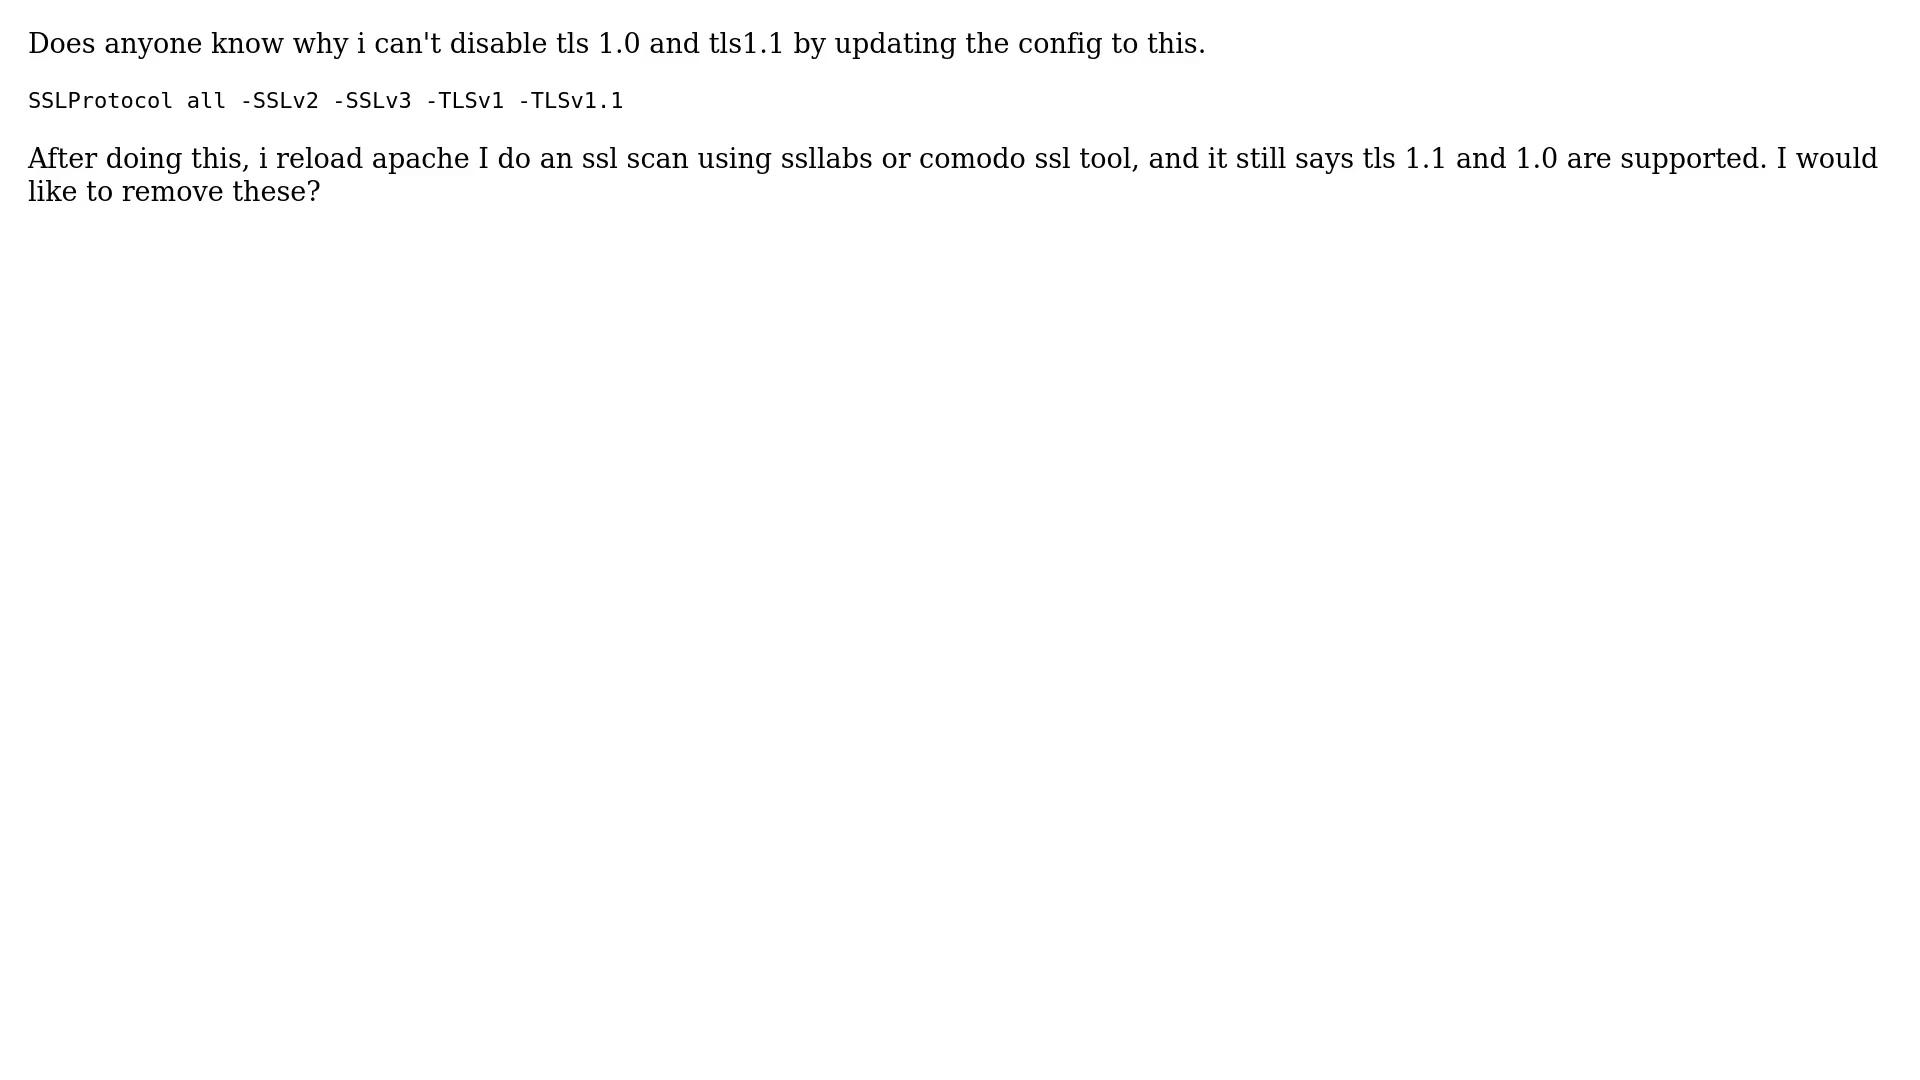 Does anyone know why i can't disable tls 1.0 and tls1.1 by updating the config to this.
SSLProtocol all -SSLv2 -SSLv3 -TLSv1 -TLSv1.1
After doing this, i reload apache I do an ssl scan using ssllabs or comodo ssl tool, and it still says tls 1.1 and 1.0 are supported. I would
like to remove these?